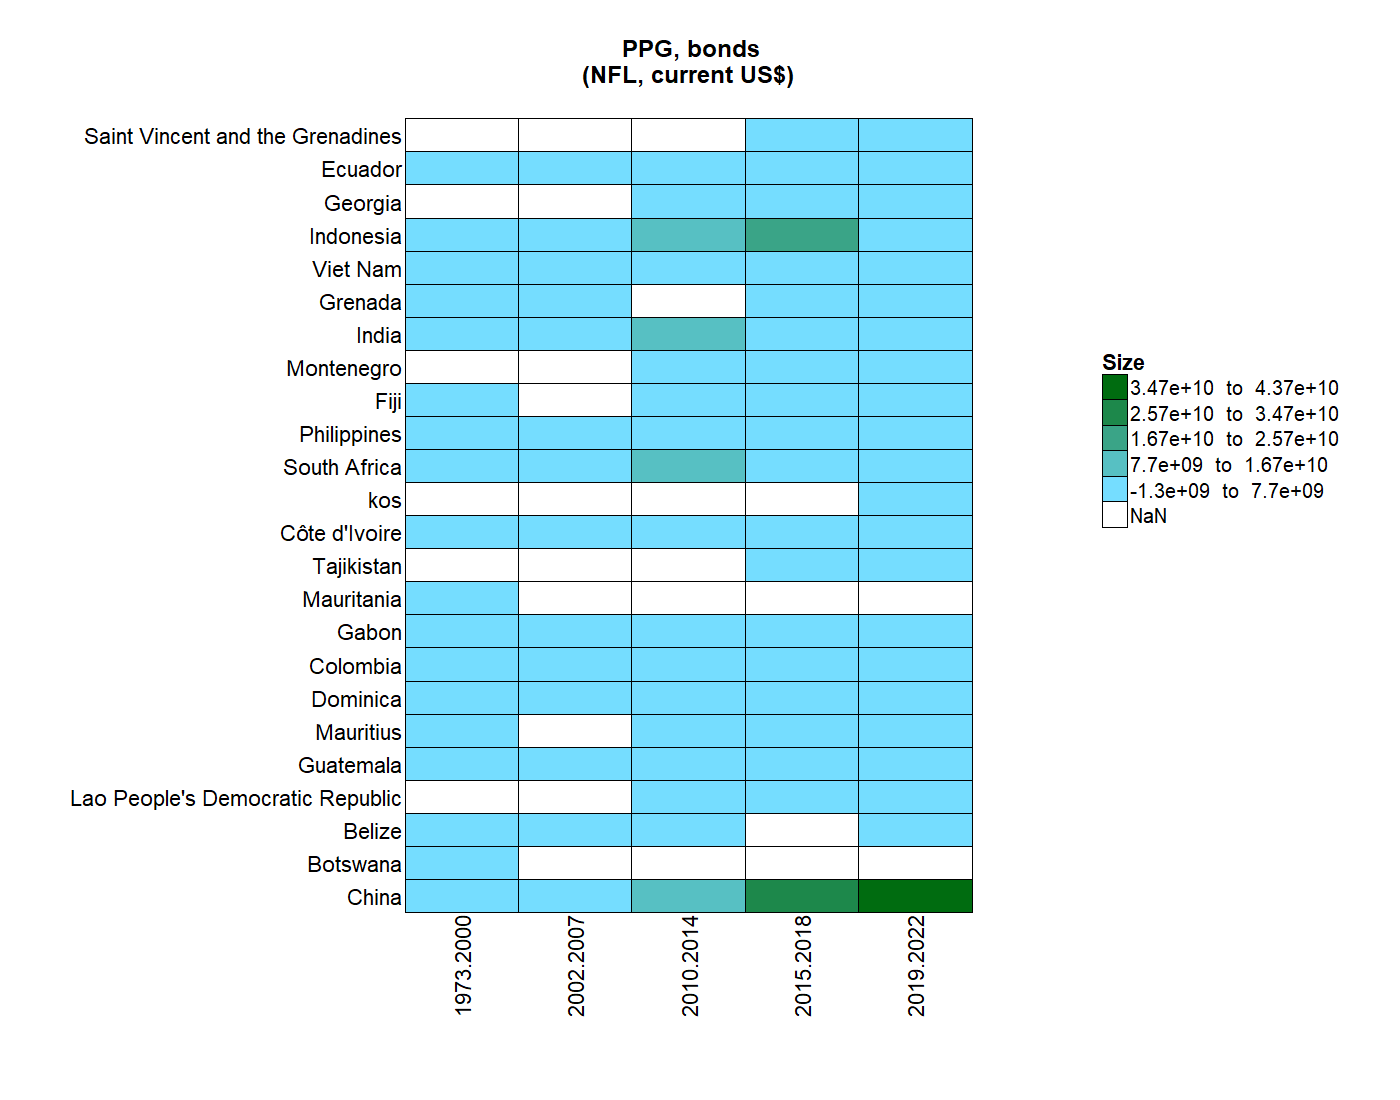 PPG, bonds
(NFL, current US$)
Saint Vincent and the Grenadines
Ecuador
Georgia
Indonesia
Viet Nam
Grenada
India
Montenegro
Fiji
Philippines
South Africa
kos
Côte d'Ivoire
Tajikistan
Mauritania
Gabon
Colombia
Dominica
Mauritius
Guatemala
Lao People's Democratic Republic
Belize
Botswana
China
1973.2000
2002.2007
2010.2014
2015.2018
2019.2022
Size
3.47e+10 to 4.37e+10
2.57e+10 to 3.47e+10
1.67e+10 to 2.57e+10
7.7e+09 to 1.67e+10
-1.3e+09 to 7.7e+09
NaN